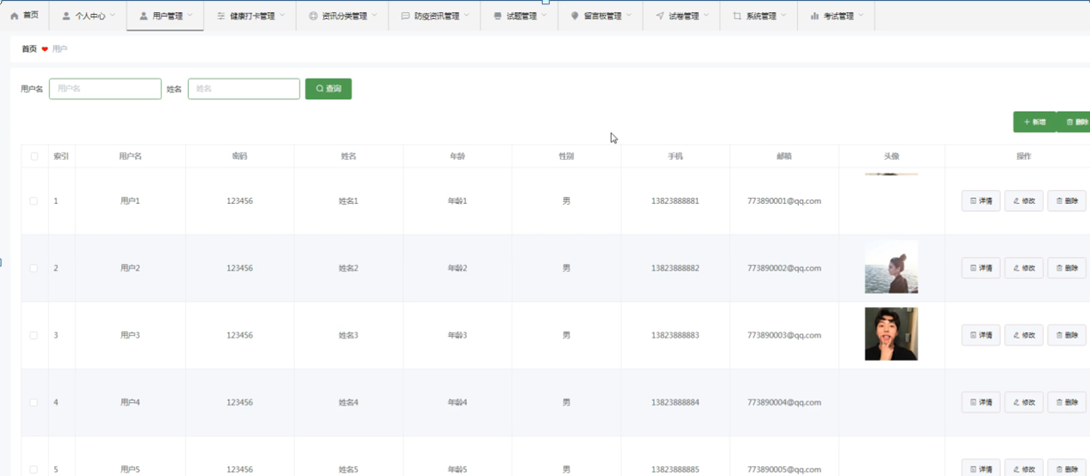 首页 个人中心 用户管理 健康打卡管理 资讯分类管理 防疫资讯管理 试题管理 留言板管理 试卷管理 系统管理 考试管理
首页 用户
用户名 用户名 姓名 姓名 查询
新增 删除
索引 用户名 密码 姓名 年龄 性别 手机 邮箱 头像 操作
1 用户1 123456 姓名1 年龄1 男 13823888881 773890001@qq.com 详情 修改 删除
2 用户2 123456 姓名2 年龄2 男 13823888882 773890002@qq.com 详情 修改 删除
3 用户3 123456 姓名3 年龄3 男 13823888883 773890003@qq.com 详情 修改 删除
4 用户4 123456 姓名4 年龄4 男 13823888884 773890004@qq.com 详情 修改 删除
5 用户5 123456 姓名5 年龄5 男 13823888885 773890005@qq.com 详情 修改 删除